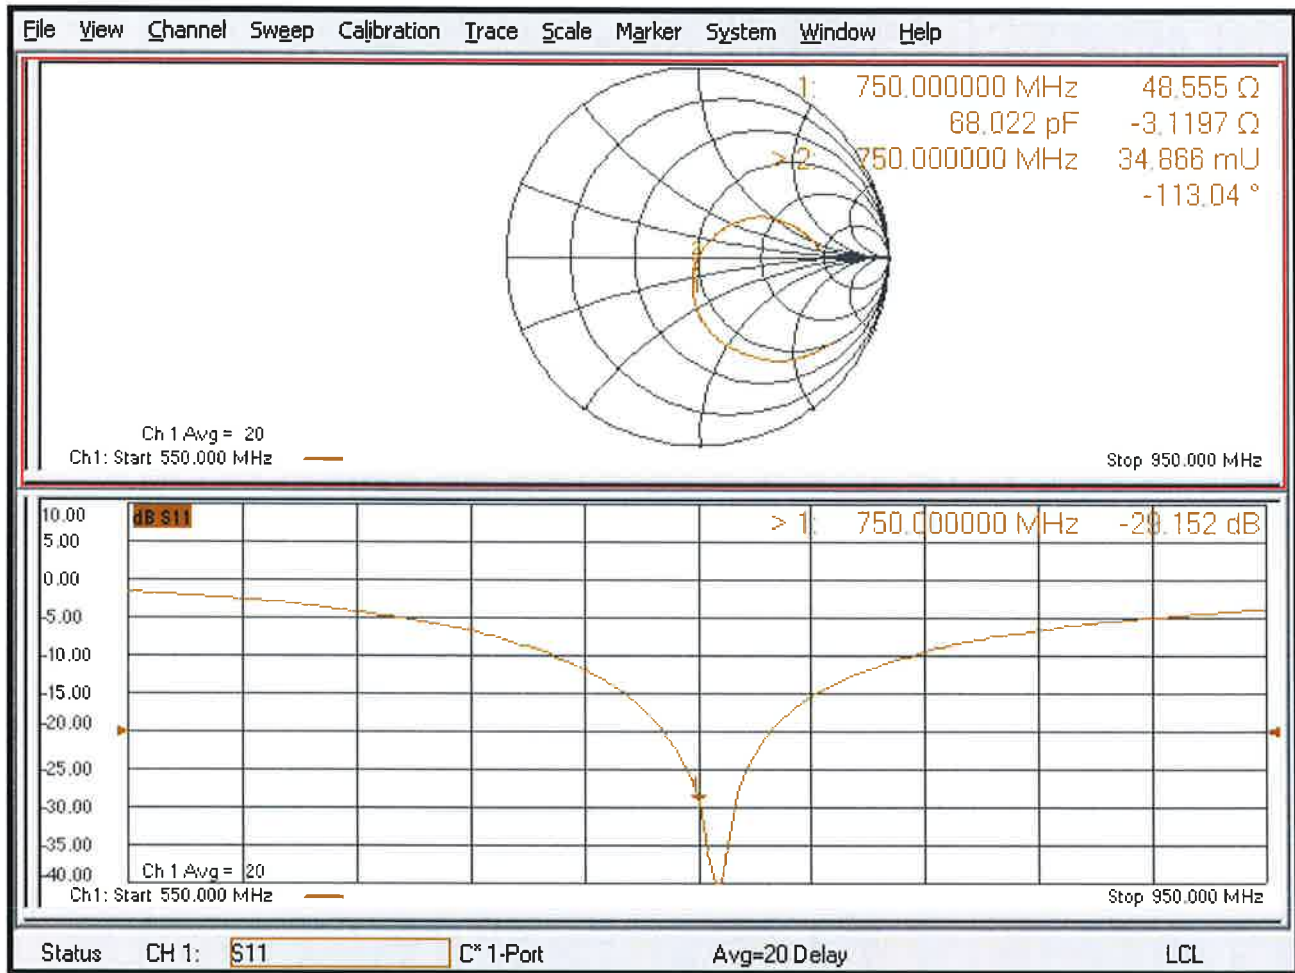 File View Channel Sweep Calibration Trace Scale Marker System Window Help
1: 750.000000 MHz 48.555 Ω
68.022 pF -3.1197 Ω
> 2: 750.000000 MHz 34.866 mU
-113.04 °
2
Ch 1 Avg = 20
Ch1: Start 550.000 MHz
Stop 950.000 MHz
10.00
dB S11
> 1: 750.000000 MHz -29.152 dB
5.00
0.00
-5.00
-10.00
-15.00
-20.00
-25.00
-30.00
-35.00
-40.00
Ch 1 Avg = 20
Ch1: Start 550.000 MHz
Stop 950.000 MHz
Status CH 1: S11 C* 1-Port Avg=20 Delay LCL